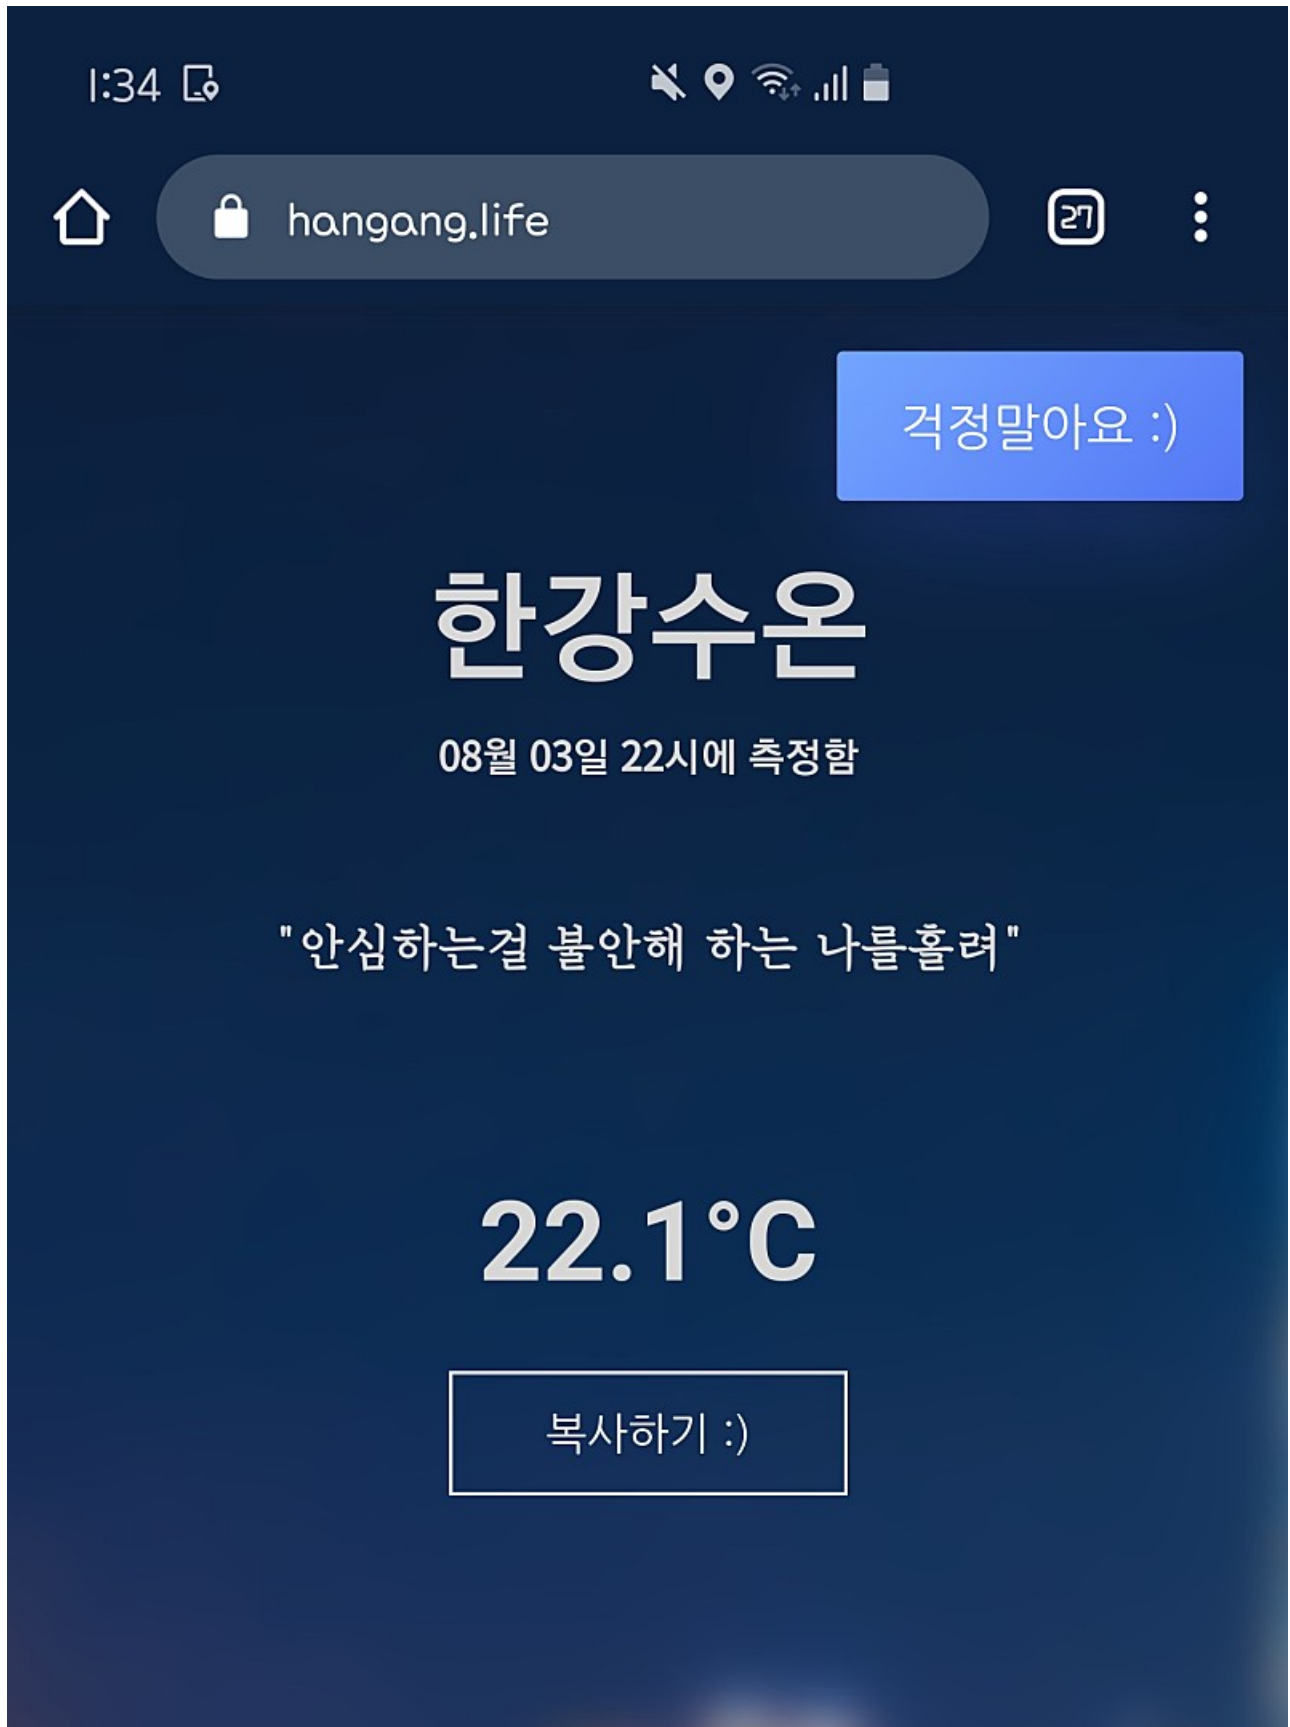 1:34
hangang.life
27
걱정말아요 :)
한강수온
08월 03일 22시에 측정함
"안심하는걸 불안해 하는 나를홀려"
22.1°C
복사하기 :)